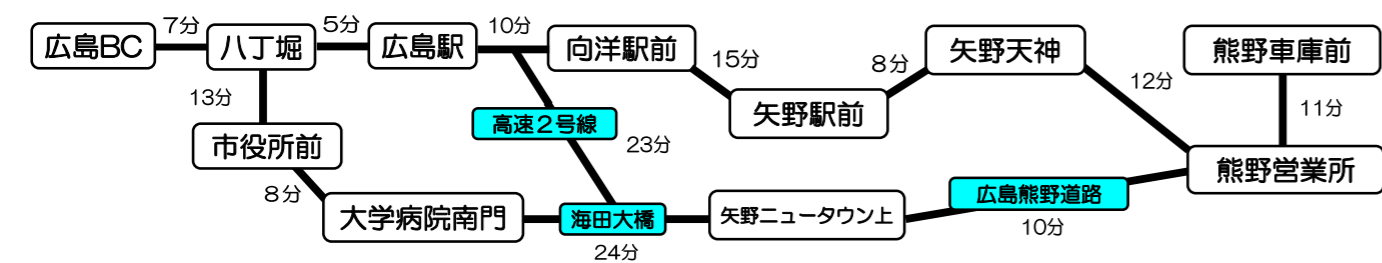 7分
5分
10分
広島BC
八丁堀
広島駅
向洋駅前
15分
8分
矢野天神
熊野車庫前
13分
高速2号線
矢野駅前
12分
11分
市役所前
23分
熊野営業所
8分
大学病院南門
海田大橋
矢野ニュータウン上
広島熊野道路
24分
10分